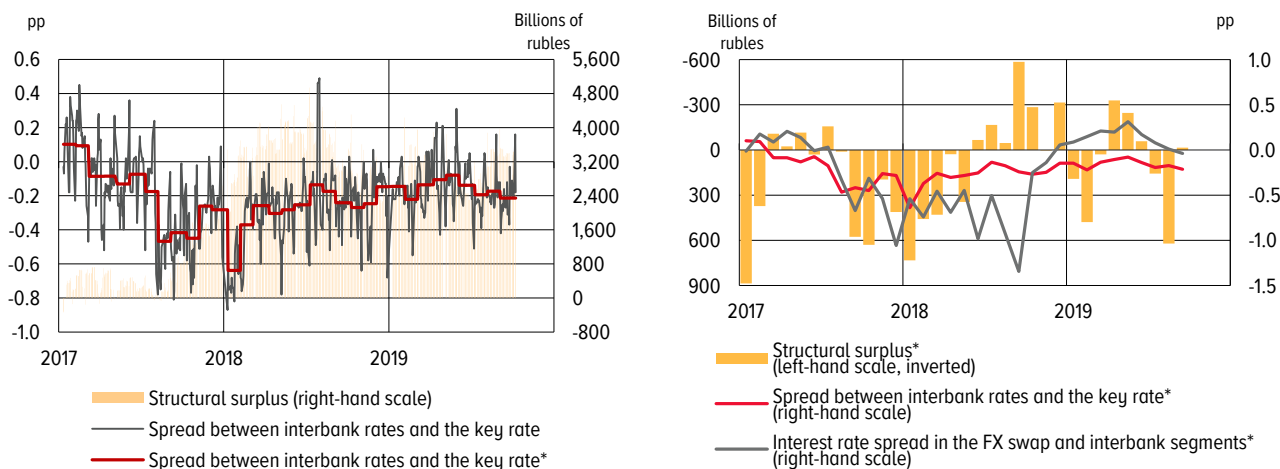 pp
Billions of
rubles
0.6
0.4
0.2
0.0
-0.2
-0.4
-0.6
-0.8
-1.0
5,600
4,800
4,000
3,200
2,400
1,600
800
0
-800
2017
2018
2019
Structural surplus (right-hand scale)
Spread between interbank rates and the key rate
Spread between interbank rates and the key rate*
Billions of
rubles
pp
-600
-300
0
300
600
900
1.0
0.5
0.0
-0.5
-1.0
-1.5
2017
2018
2019
Structural surplus*
(left-hand scale, inverted)
Spread between interbank rates and the key rate*
(right-hand scale)
Interest rate spread in the FX swap and interbank segments*
(right-hand scale)